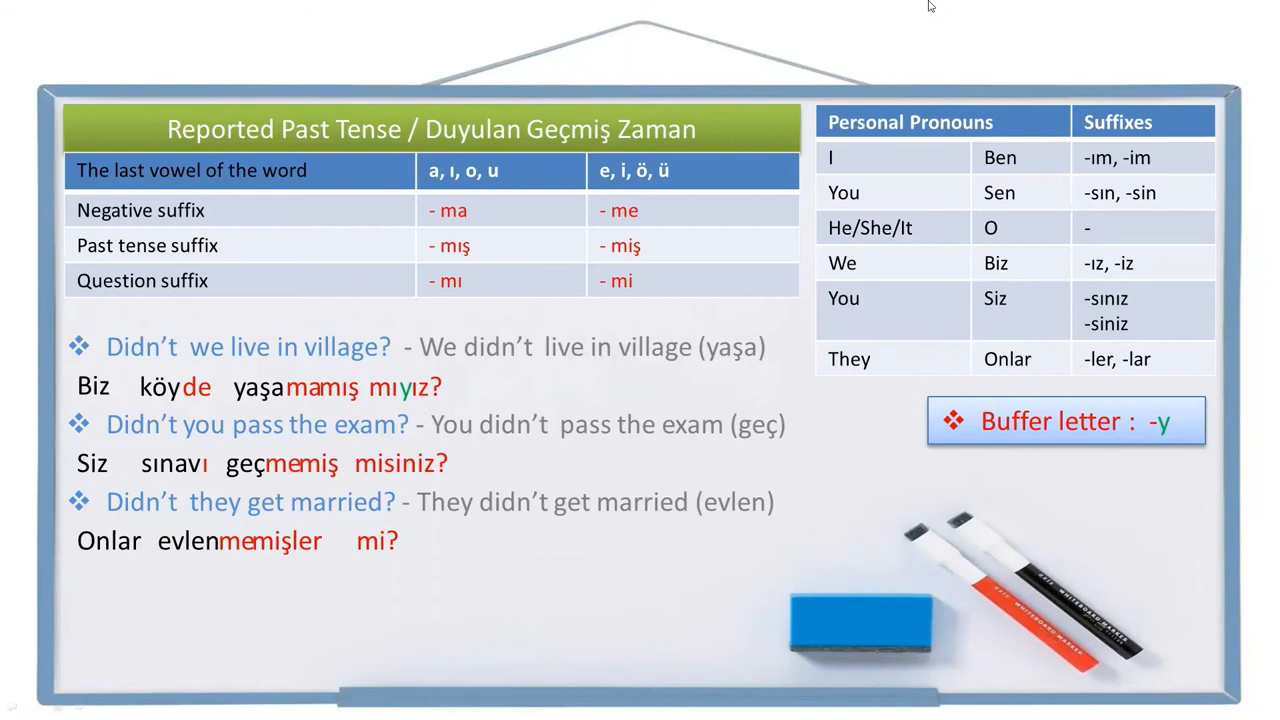 Reported Past Tense / Duyulan Geçmiş Zaman
The last vowel of the word a, ı, o, u e, i, ö, ü
Negative suffix - ma - me
Past tense suffix - mış - miş
Question suffix - mı - mi
Personal Pronouns Suffixes
I Ben -ım, -im
You Sen -sın, -sin
He/She/It O -
We Biz -ız, -iz
You Siz -sınız
-siniz
They Onlar -ler, -lar
❖ Didn't we live in village? - We didn't live in village (yaşa)
Biz köyde yaşamamış mıyız?
❖ Didn't you pass the exam? - You didn't pass the exam (geç)
Siz sınavı geçmemiş misiniz?
❖ Didn't they get married? - They didn't get married (evlen)
Onlar evlenmemişler mi?
❖ Buffer letter : -y
WHITEBOARD MARKER
WHITEBOARD MARKER